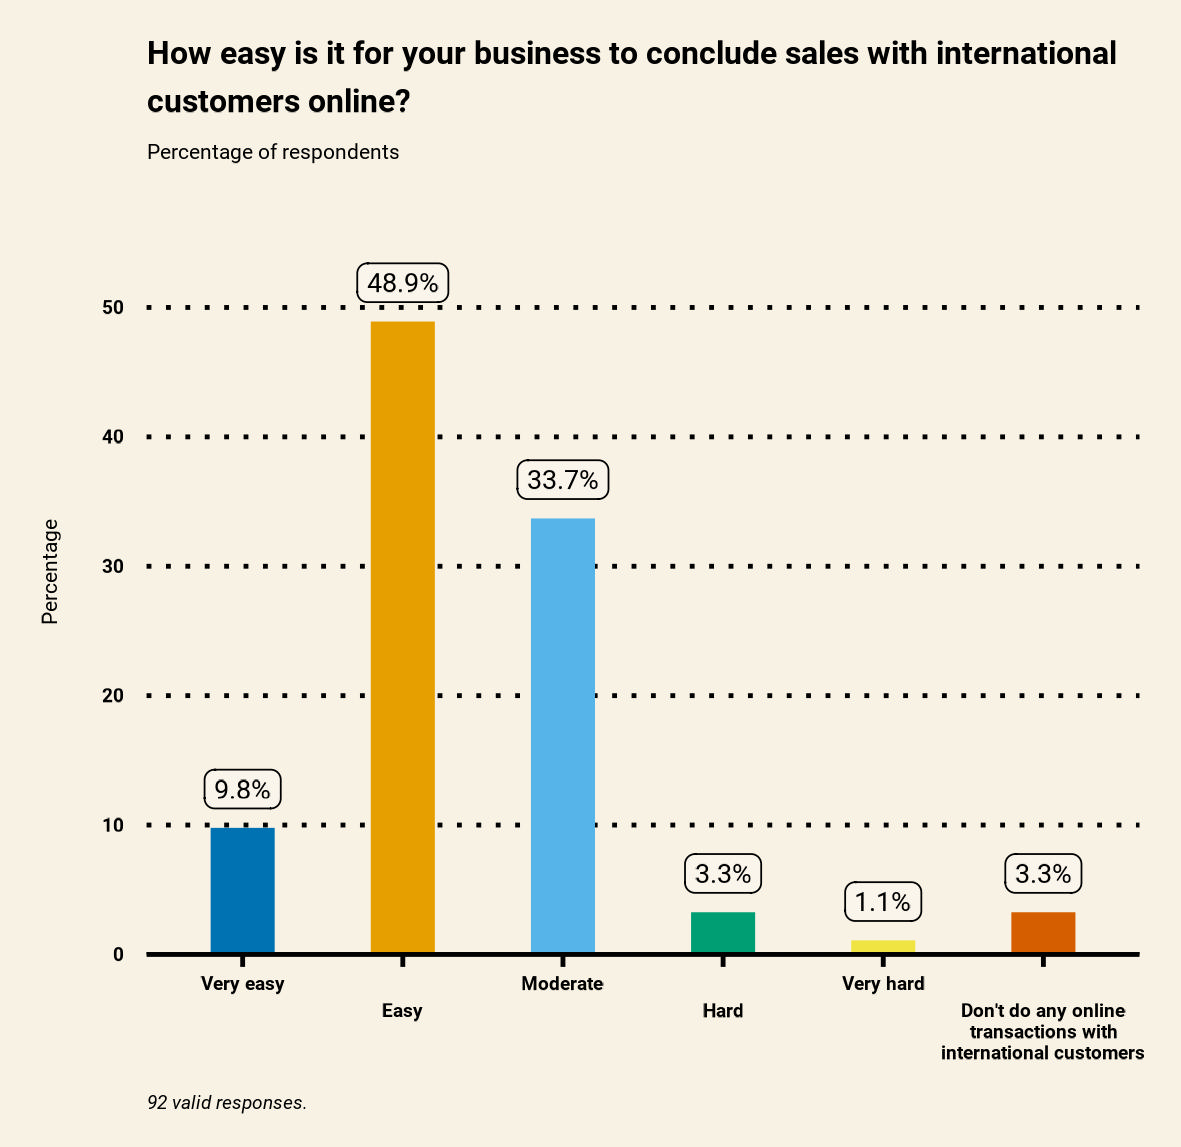 How easy is it for your business to conclude sales with international
customers online?
Percentage of respondents
Percentage
50
40
30
20
10
0
9.8%
48.9%
33.7%
3.3%
1.1%
3.3%
Very easy
Easy
Moderate
Hard
Very hard
Don't do any online
transactions with
international customers
92 valid responses.